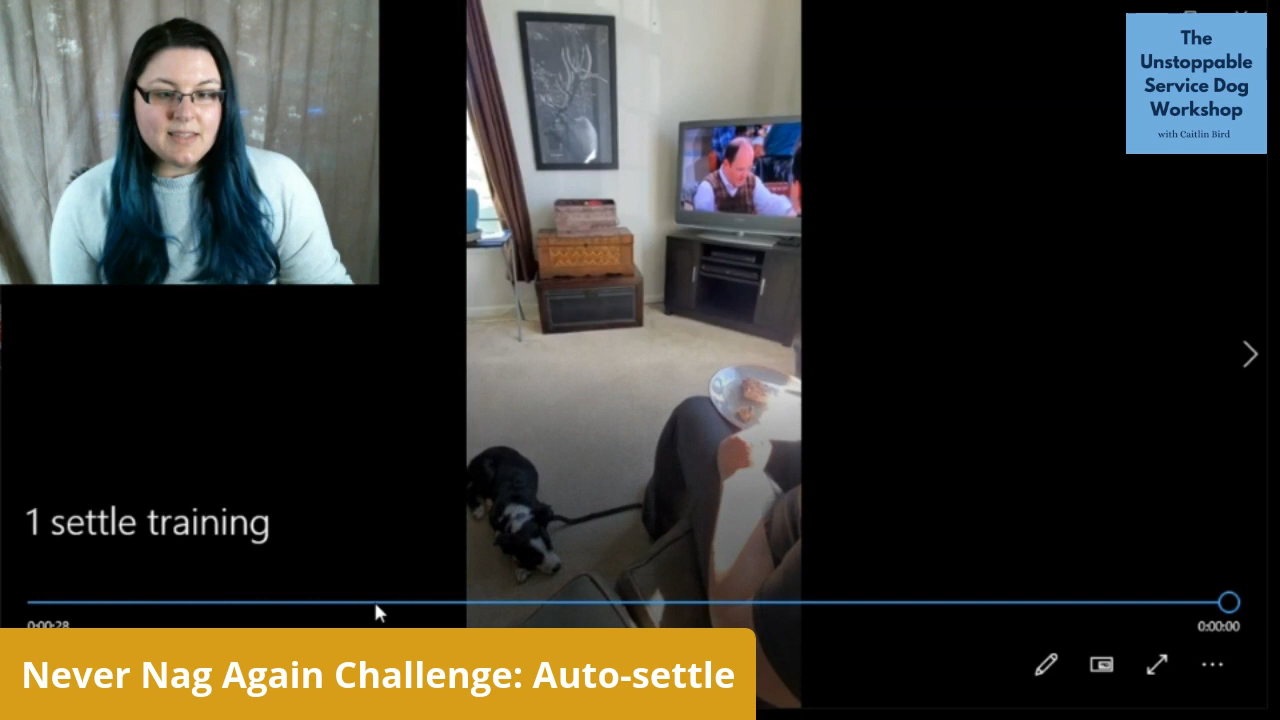 The
Unstoppable
Service Dog
Workshop
with Caitlin Bird
1 settle training
0:00:28
0:00:00
Never Nag Again Challenge: Auto-settle